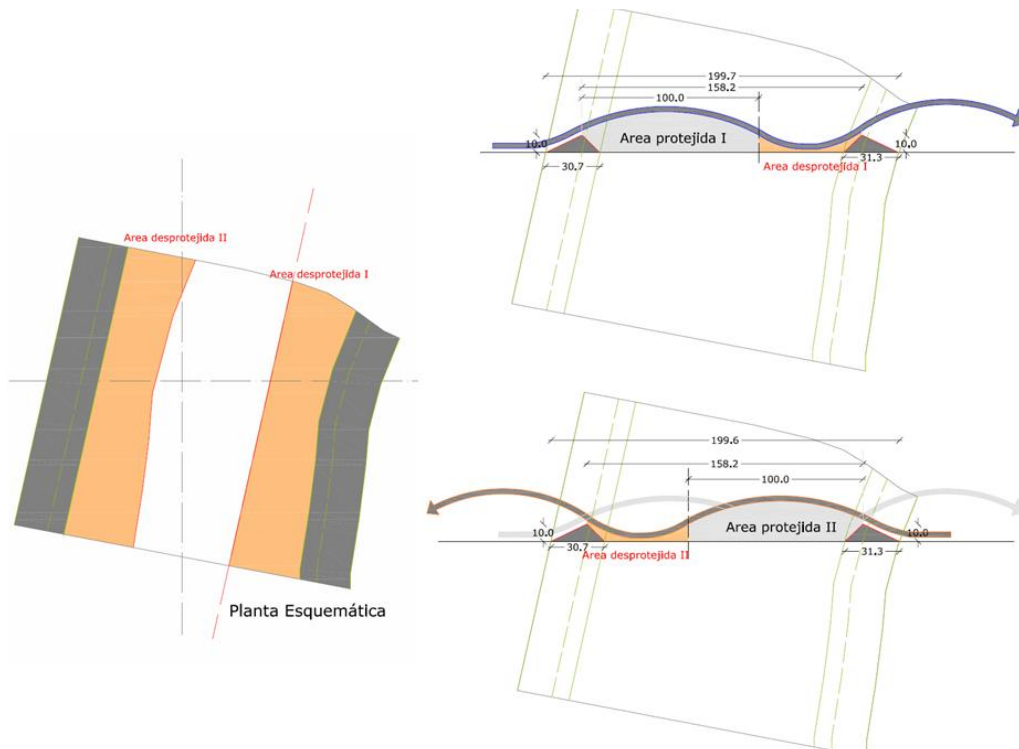 Area desprotejida II
Area desprotejida I
Planta Esquemática
199.7
158.2
100.0
10.0
Area protejida I
10.0
Area desprotejida I
30.7
31.3
199.6
158.2
100.0
10.0
Area protejida II
10.0
30.7
Area desprotejida II
31.3